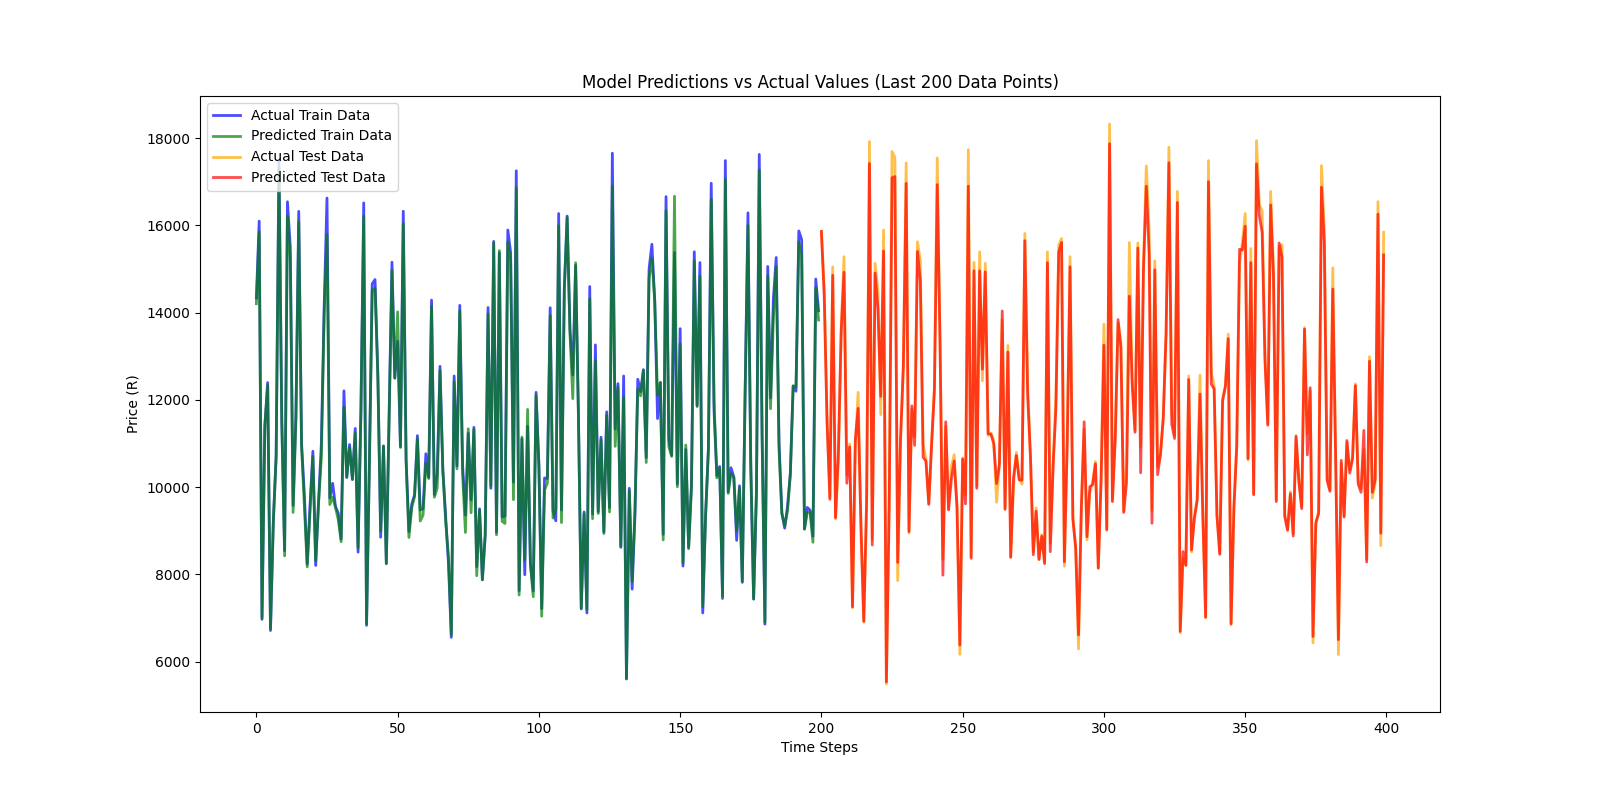 Model Predictions vs Actual Values (Last 200 Data Points)
Actual Train Data
Predicted Train Data
Actual Test Data
Predicted Test Data
Price (R)
18000
16000
14000
12000
10000
8000
6000
0 50 100 150 200 250 300 350 400
Time Steps